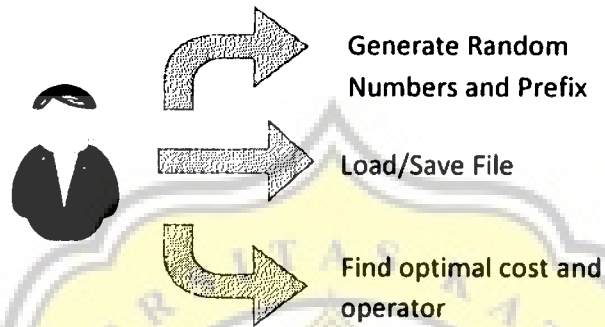 Generate Random
Numbers and Prefix
Load/Save File
Find optimal cost and
operator